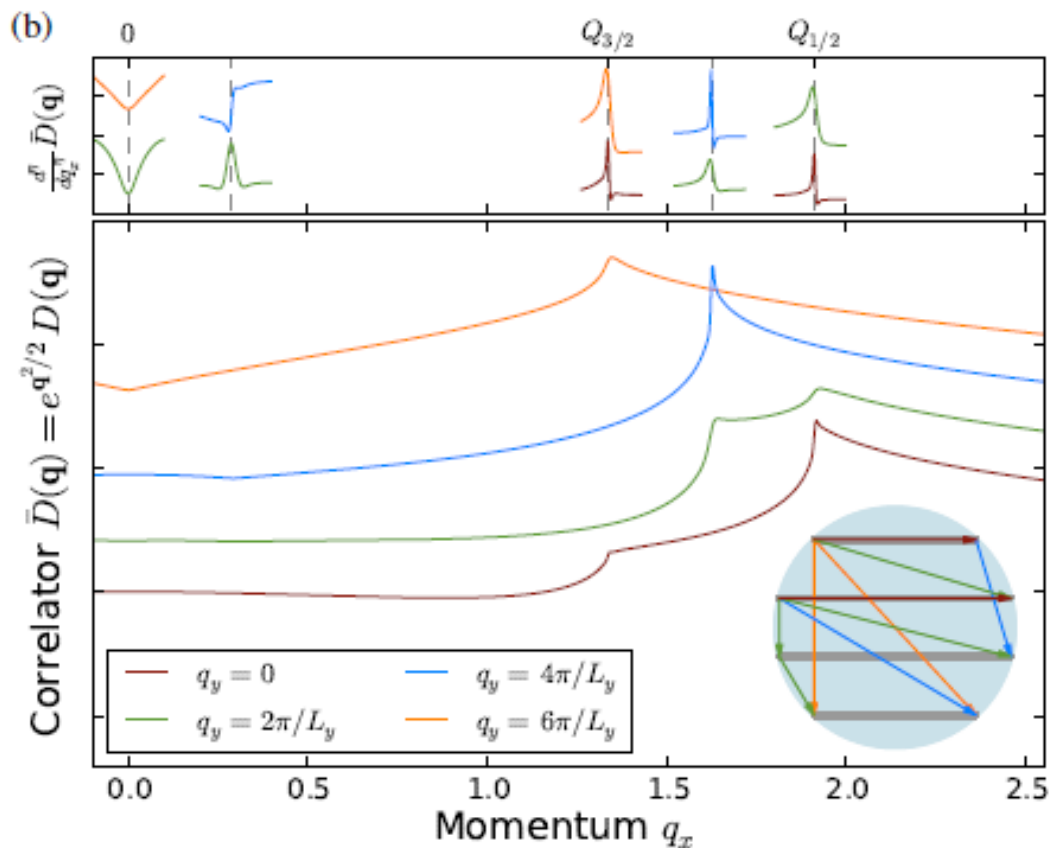 (b)
0 Q_{3/2} Q_{1/2}
d^η/dq_x^η D̄(𝐪)
Correlator D̄(𝐪) = e^{𝐪²/2} D(𝐪)
q_y = 0
q_y = 2π/L_y
q_y = 4π/L_y
q_y = 6π/L_y
0.0 0.5 1.0 1.5 2.0 2.5
Momentum q_x